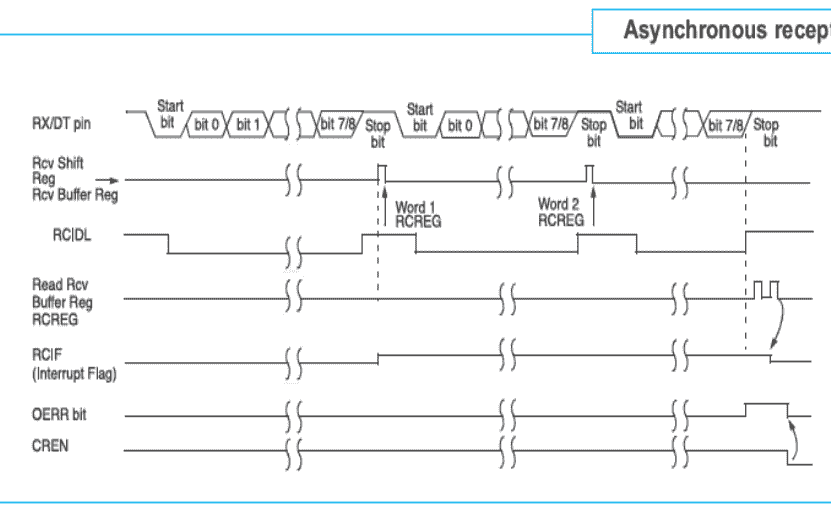 Asynchronous recept
RX/DT pin
Start
bit
bit 0
bit 1
bit 7/8
Stop
bit
Start
bit
bit 0
bit 7/8
Stop
bit
Start
bit
bit 7/8
Stop
bit
Rcv Shift
Reg
Rcv Buffer Reg
Word 1
RCREG
Word 2
RCREG
RCIDL
Read Rcv
Buffer Reg
RCREG
RCIF
(Interrupt Flag)
OERR bit
CREN